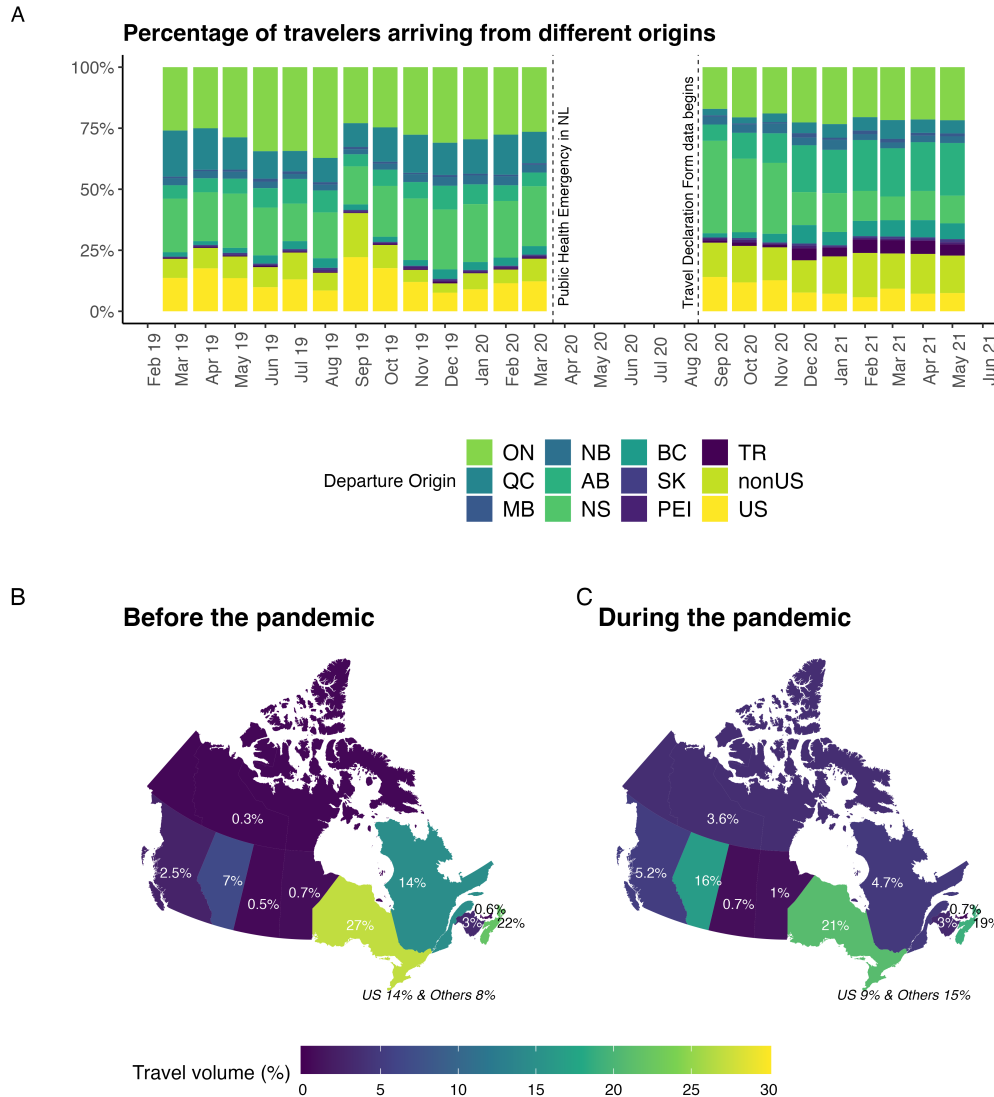 A
Percentage of travelers arriving from different origins
100%
75%
50%
25%
0%
Public Health Emergency in NL
Travel Declaration Form data begins
Feb 19
Mar 19
Apr 19
May 19
Jun 19
Jul 19
Aug 19
Sep 19
Oct 19
Nov 19
Dec 19
Jan 20
Feb 20
Mar 20
Apr 20
May 20
Jun 20
Jul 20
Aug 20
Sep 20
Oct 20
Nov 20
Dec 20
Jan 21
Feb 21
Mar 21
Apr 21
May 21
Jun 21
Departure Origin
ON NB BC TR
QC AB SK nonUS
MB NS PEI US
B
Before the pandemic
0.3%
2.5%
7%
0.5%
0.7%
27%
14%
0.6%
3%
22%
US 14% & Others 8%
C
During the pandemic
3.6%
5.2%
16%
0.7%
1%
21%
4.7%
0.7%
3%
19%
US 9% & Others 15%
Travel volume (%)
0 5 10 15 20 25 30